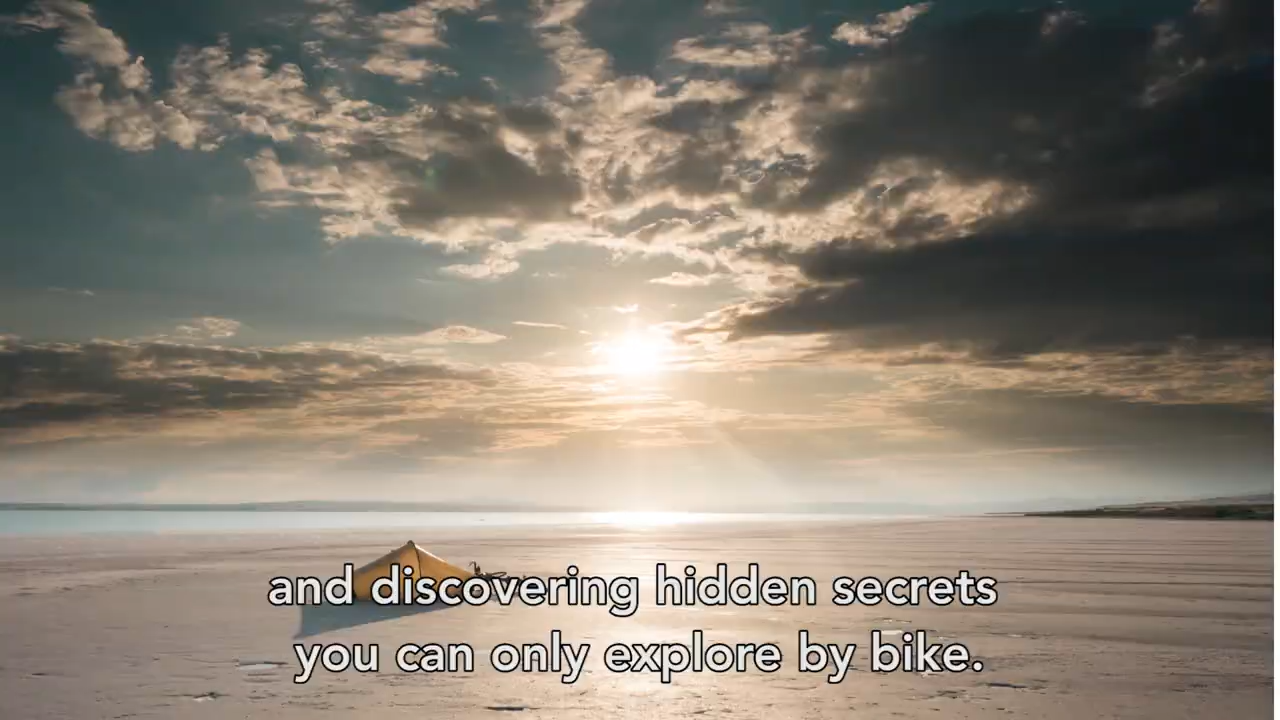 and discovering hidden secrets
you can only explore by bike.